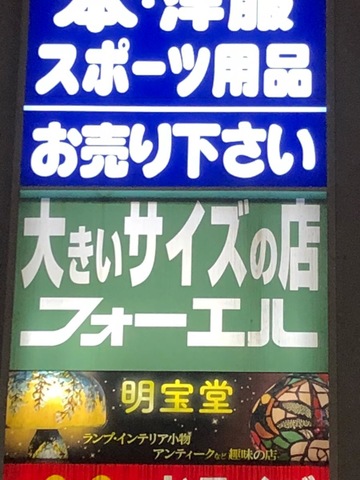 本・洋服
スポーツ用品
お売り下さい
大きいサイズの店
フォーエル
明宝堂
ランプ・インテリア小物
アンティークなど趣味の店